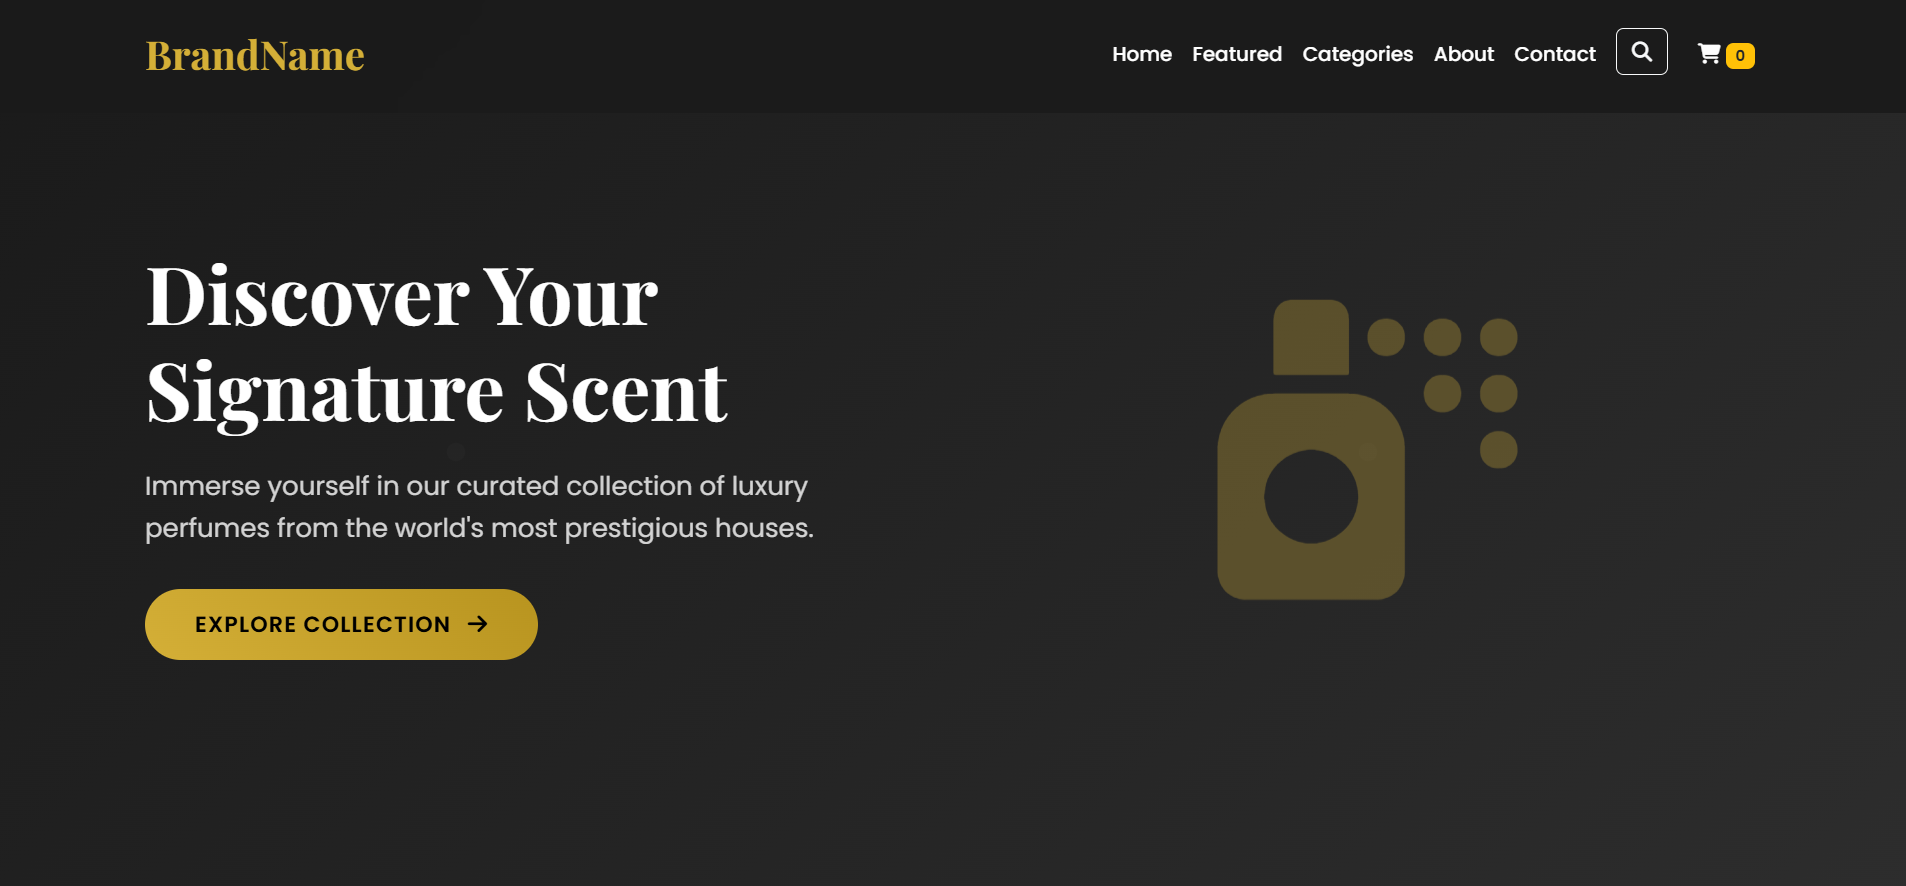 BrandName
Home Featured Categories About Contact 0
Discover Your
Signature Scent
Immerse yourself in our curated collection of luxury
perfumes from the world's most prestigious houses.
EXPLORE COLLECTION